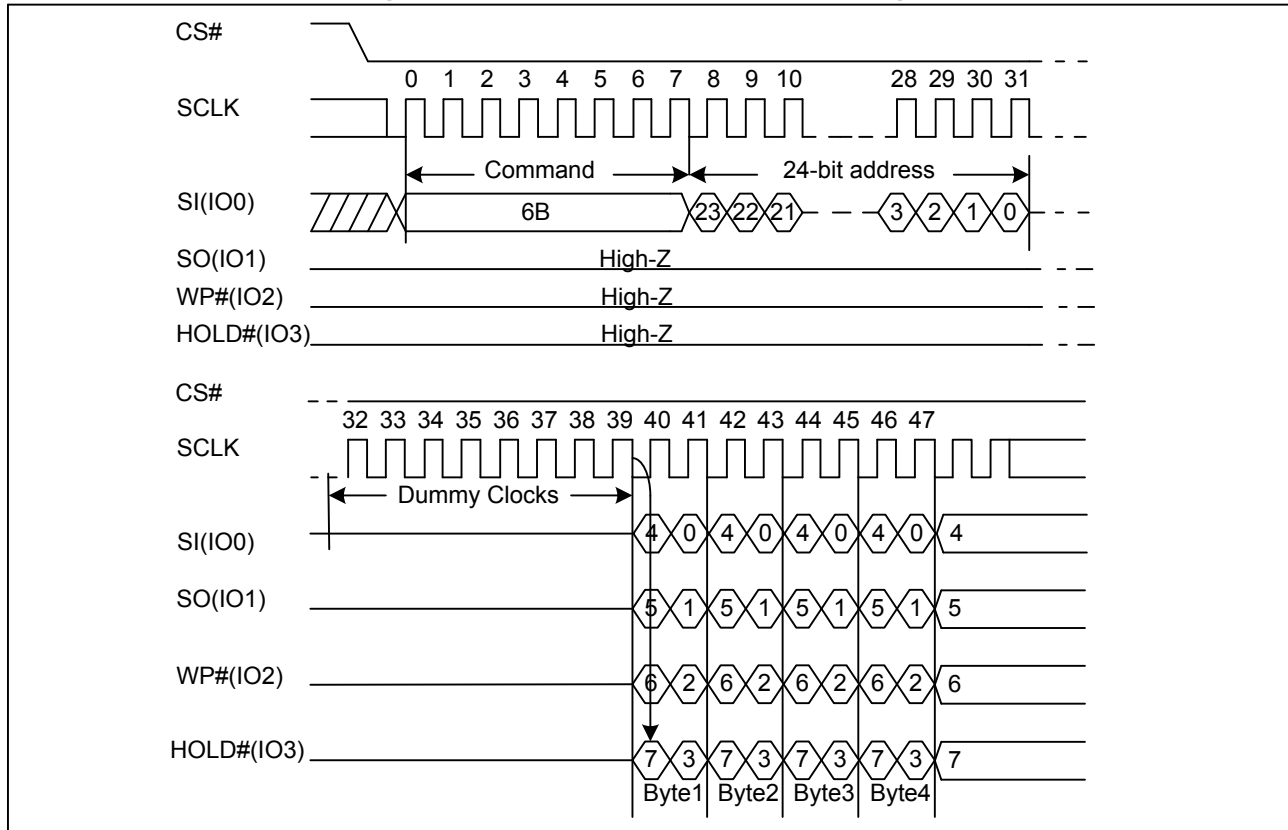 CS#
0 1 2 3 4 5 6 7 8 9 10 28 29 30 31
SCLK
Command 24-bit address
SI(IO0) 6B 23 22 21 3 2 1 0
SO(IO1) High-Z
WP#(IO2) High-Z
HOLD#(IO3) High-Z
CS#
32 33 34 35 36 37 38 39 40 41 42 43 44 45 46 47
SCLK
Dummy Clocks
SI(IO0) 4 0 4 0 4 0 4 0 4
SO(IO1) 5 1 5 1 5 1 5 1 5
WP#(IO2) 6 2 6 2 6 2 6 2 6
HOLD#(IO3) 7 3 7 3 7 3 7 3 7
Byte1 Byte2 Byte3 Byte4